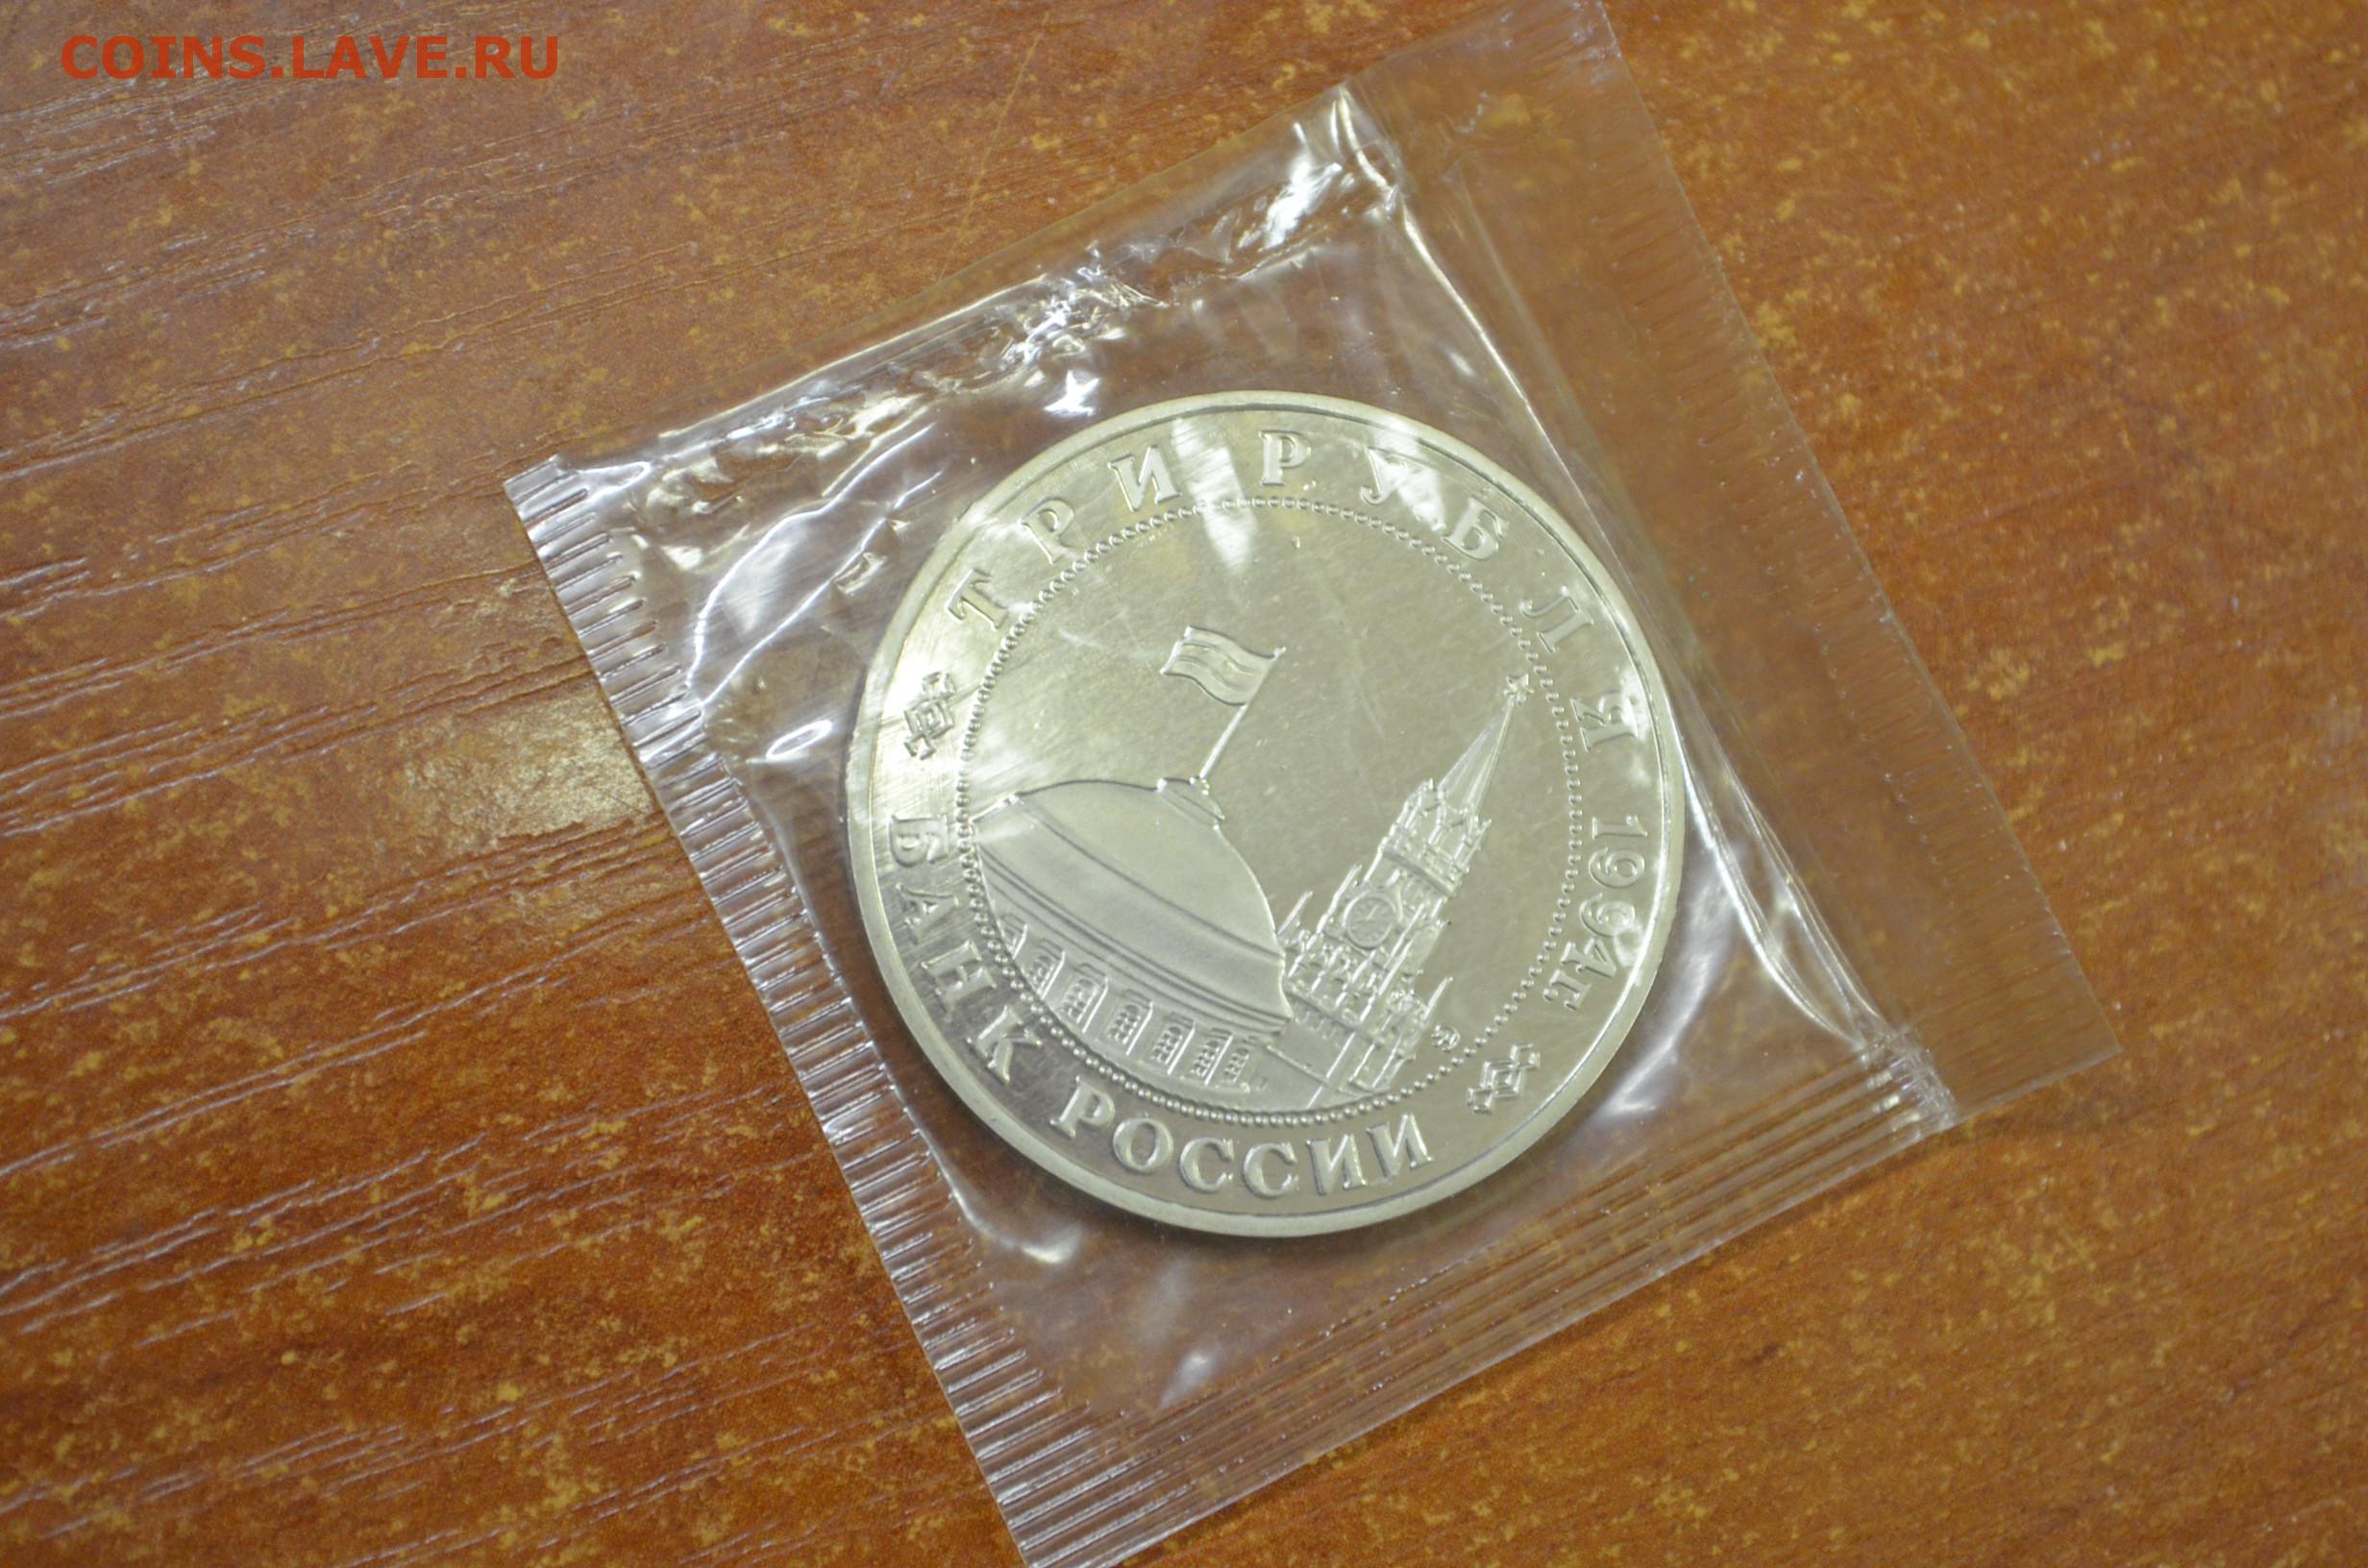 COINS.LAVE.RU
ТРИ РУБЛЯ 1994г.
БАНК РОССИИ